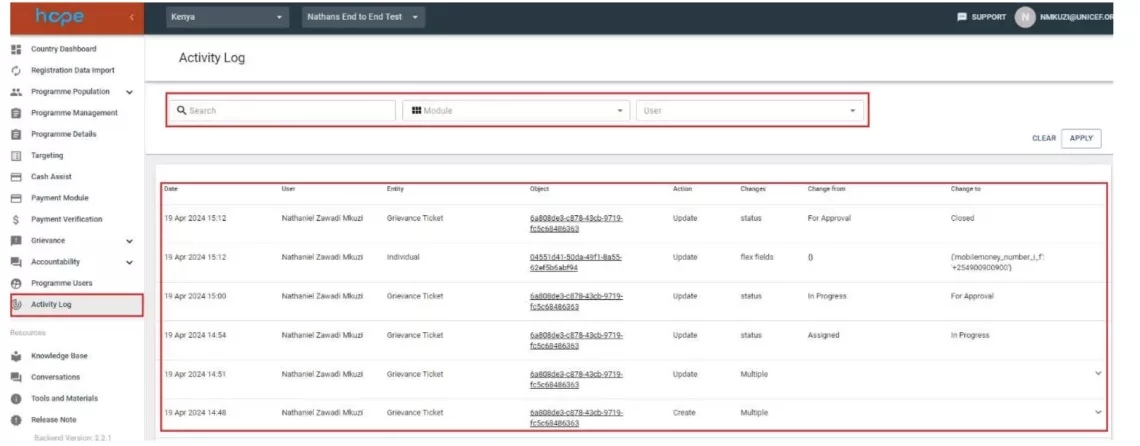 hope
Kenya
Nathans End to End Test
SUPPORT
N
NMKUZI@UNICEF.OR
Country Dashboard
Registration Data Import
Programme Population
Programme Management
Programme Details
Targeting
Cash Assist
Payment Module
Payment Verification
Grievance
Accountability
Programme Users
Activity Log
Resources
Knowledge Base
Conversations
Tools and Materials
Release Note
Backend Version: 2.2.1
Activity Log
Search
Module
User
CLEAR
APPLY
Date User Entity Object Action Changes Change from Change to
19 Apr 2024 15:12 Nathaniel Zawadi Mkuzi Grievance Ticket 6a808de3-c878-43cb-9719- Update status For Approval Closed
fc5c68486363
19 Apr 2024 15:12 Nathaniel Zawadi Mkuzi Individual 04551d41-50da-49f1-8a55- Update flex fields {} {'mobilemoney_number_i_f':
62ef5b6abf94 '+254900900900'}
19 Apr 2024 15:00 Nathaniel Zawadi Mkuzi Grievance Ticket 6a808de3-c878-43cb-9719- Update status In Progress For Approval
fc5c68486363
19 Apr 2024 14:54 Nathaniel Zawadi Mkuzi Grievance Ticket 6a808de3-c878-43cb-9719- Update status Assigned In Progress
fc5c68486363
19 Apr 2024 14:51 Nathaniel Zawadi Mkuzi Grievance Ticket 6a808de3-c878-43cb-9719- Update Multiple
fc5c68486363
19 Apr 2024 14:48 Nathaniel Zawadi Mkuzi Grievance Ticket 6a808de3-c878-43cb-9719- Create Multiple
fc5c68486363